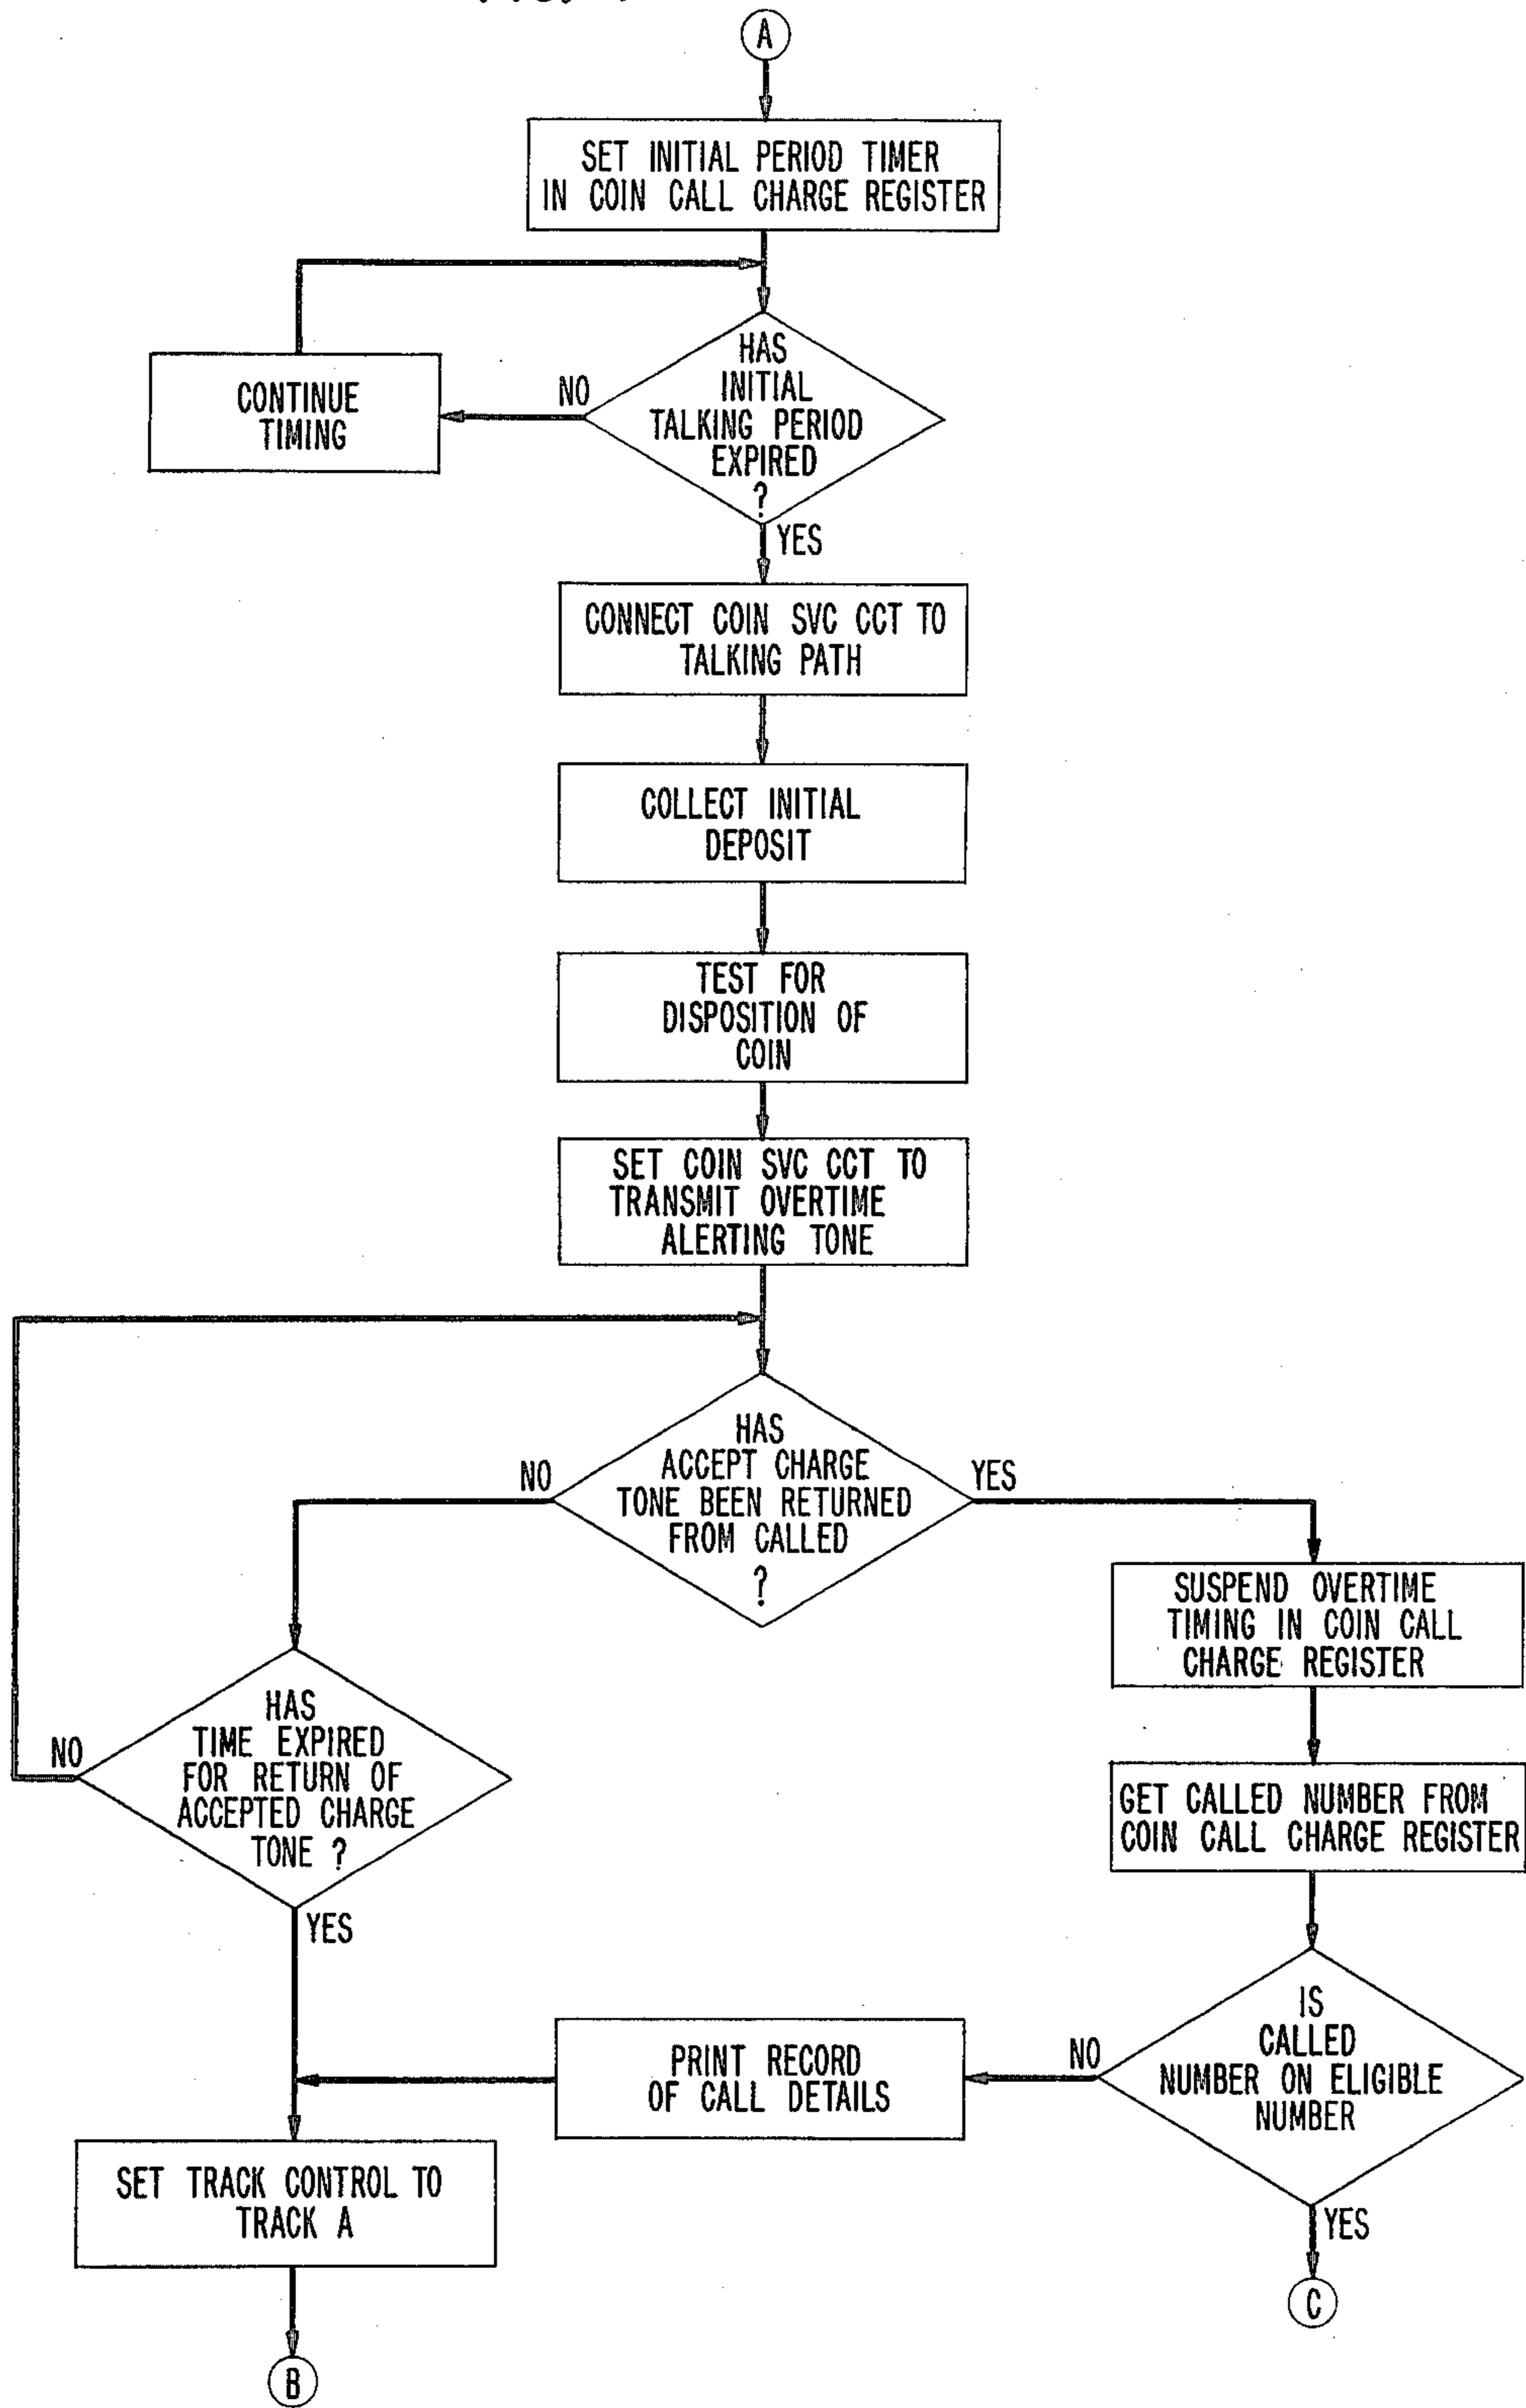 A
SET INITIAL PERIOD TIMER
IN COIN CALL CHARGE REGISTER
HAS
INITIAL
TALKING PERIOD
EXPIRED
?
NO
CONTINUE
TIMING
YES
CONNECT COIN SVC CCT TO
TALKING PATH
COLLECT INITIAL
DEPOSIT
TEST FOR
DISPOSITION OF
COIN
SET COIN SVC CCT TO
TRANSMIT OVERTIME
ALERTING TONE
HAS
ACCEPT CHARGE
TONE BEEN RETURNED
FROM CALLED
?
NO
YES
HAS
TIME EXPIRED
FOR RETURN OF
ACCEPTED CHARGE
TONE ?
NO
YES
SUSPEND OVERTIME
TIMING IN COIN CALL
CHARGE REGISTER
GET CALLED NUMBER FROM
COIN CALL CHARGE REGISTER
IS
CALLED
NUMBER ON ELIGIBLE
NUMBER
NO
YES
PRINT RECORD
OF CALL DETAILS
SET TRACK CONTROL TO
TRACK A
B
C